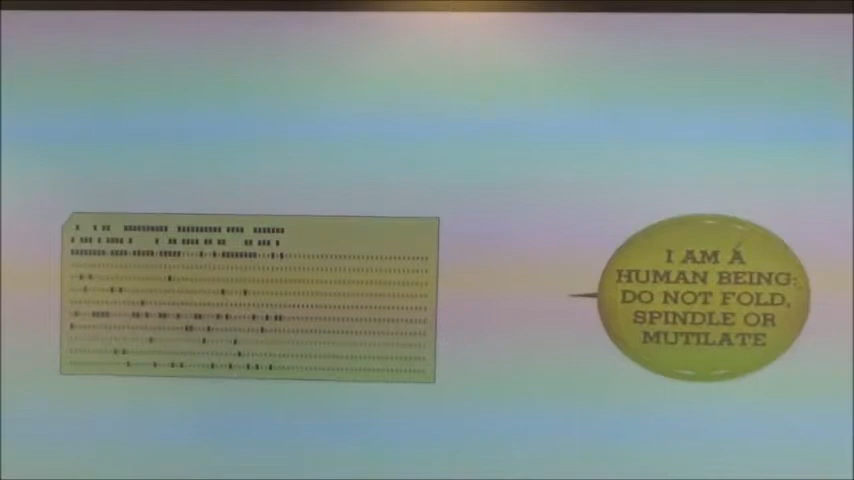 I AM A
HUMAN BEING:
DO NOT FOLD,
SPINDLE OR
MUTILATE